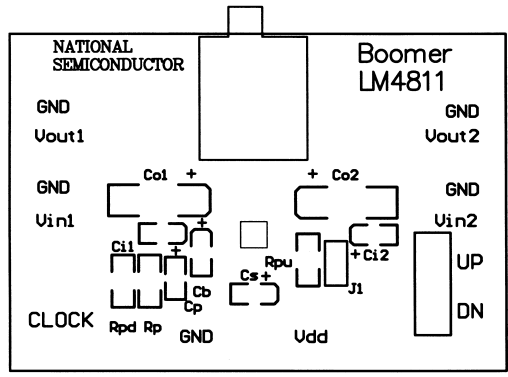 NATIONAL
SEMICONDUCTOR
Boomer
LM4811
GND
GND
Vout1
Vout2
Co1 +
+ Co2
GND
GND
Vin1
+
Vin2
Ci1
+
+ Ci2
UP
Rpu
Cs +
Cb
J1
Cp
CLOCK
DN
Rpd
Rp
GND
Vdd